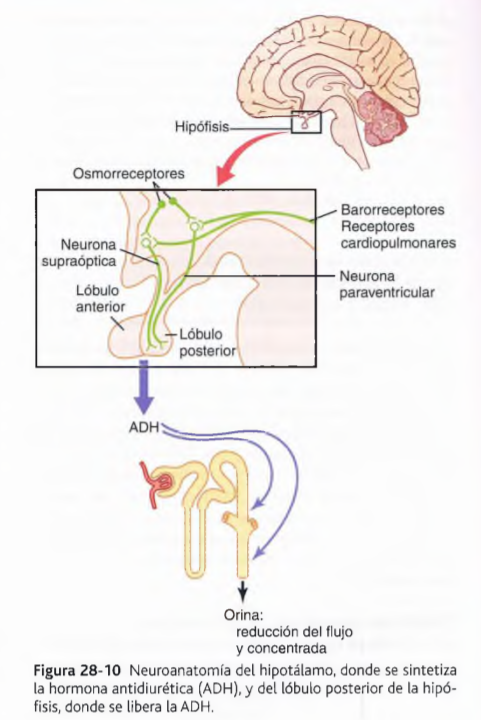 Hipófisis
Osmorreceptores
Barorreceptores
Receptores
cardiopulmonares
Neurona
supraóptica
Neurona
paraventricular
Lóbulo
anterior
Lóbulo
posterior
ADH
Orina:
reducción del flujo
y concentrada
Figura 28-10 Neuroanatomía del hipotálamo, donde se sintetiza
la hormona antidiurética (ADH), y del lóbulo posterior de la hipó-
fisis, donde se libera la ADH.